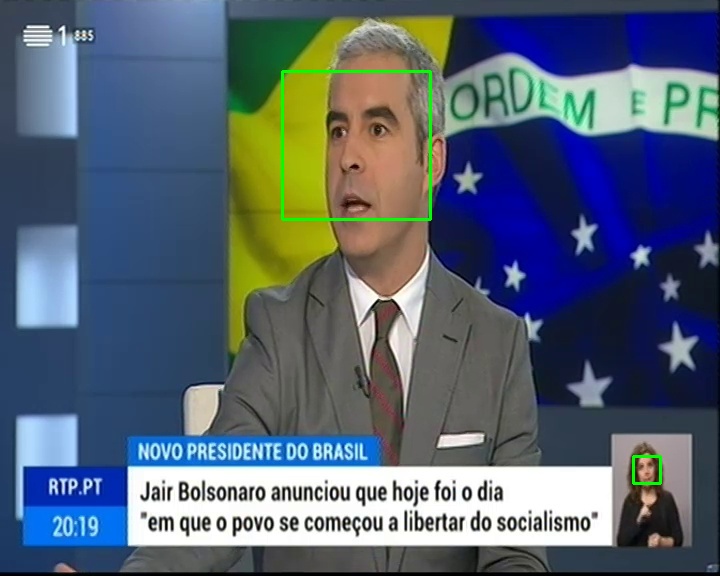 1 885
ORDEM E PR
NOVO PRESIDENTE DO BRASIL
RTP.PT
Jair Bolsonaro anunciou que hoje foi o dia
20:19
"em que o povo se começou a libertar do socialismo"